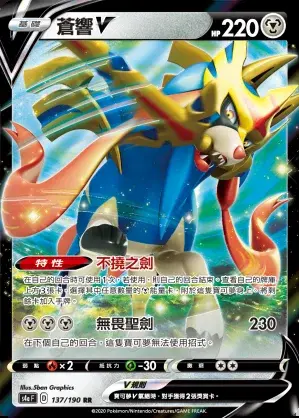 基礎 蒼響V HP220
特性 不撓之劍
在自己的回合時可使用1次。若使用，則自己的回合結束。查看自己的牌庫
上方3張卡，選擇其中任意數量的能量卡，附於這隻寶可夢身上。將剩
餘卡加入手牌。
無畏聖劍 230
在下個自己的回合，這隻寶可夢無法使用招式。
弱點 ×2 抵抗力 -30 撤退
Illus. 5ban Graphics
V規則
s4a F 137/190 RR
寶可夢V【氣絕】時，對手獲得2張獎賞卡。
©2020 Pokémon/Nintendo/Creatures/GAME FREAK.